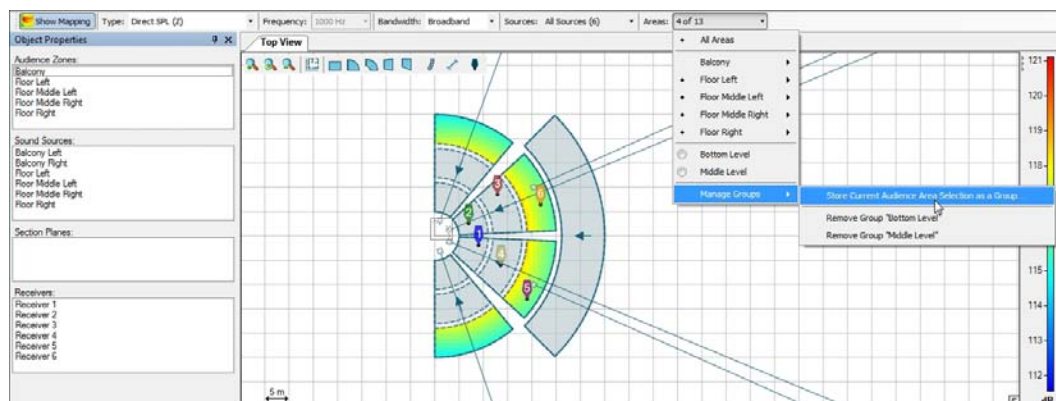 Show Mapping Type: Direct SPL (Z) Frequency: 1000 Hz Bandwidth: Broadband Sources: All Sources (6) Areas: 4 of 13
Object Properties
Audience Zones:
Balcony
Floor Left
Floor Middle Left
Floor Middle Right
Floor Right
Sound Sources:
Balcony Left
Balcony Right
Floor Left
Floor Middle Left
Floor Middle Right
Floor Right
Section Planes:
Receivers:
Receiver 1
Receiver 2
Receiver 3
Receiver 4
Receiver 5
Receiver 6
Top View
3
6
2
1
4
5
5 m
All Areas
Balcony
Floor Left
Floor Middle Left
Floor Middle Right
Floor Right
Bottom Level
Middle Level
Manage Groups
Store Current Audience Area Selection as a Group
Remove Group "Bottom Level"
Remove Group "Middle Level"
121
120
119
115
114
113
112
dB